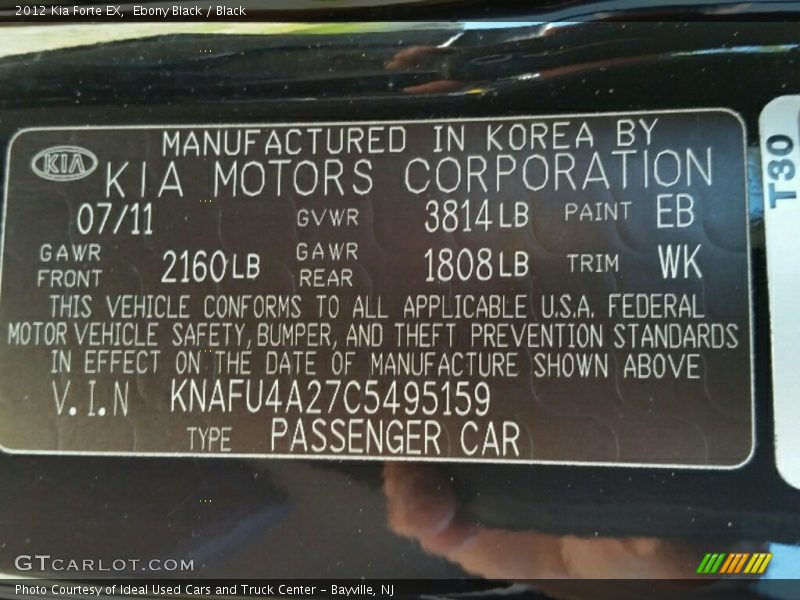 2012 Kia Forte EX, Ebony Black / Black
MANUFACTURED IN KOREA BY
KIA KIA MOTORS CORPORATION
07/11 GVWR 3814 LB PAINT EB
GAWR FRONT 2160 LB GAWR REAR 1808 LB TRIM WK
THIS VEHICLE CONFORMS TO ALL APPLICABLE U.S.A. FEDERAL
MOTOR VEHICLE SAFETY, BUMPER, AND THEFT PREVENTION STANDARDS
IN EFFECT ON THE DATE OF MANUFACTURE SHOWN ABOVE
V.I.N KNAFU4A27C5495159
TYPE PASSENGER CAR
T30
GTCARLOT.COM
Photo Courtesy of Ideal Used Cars and Truck Center – Bayville, NJ